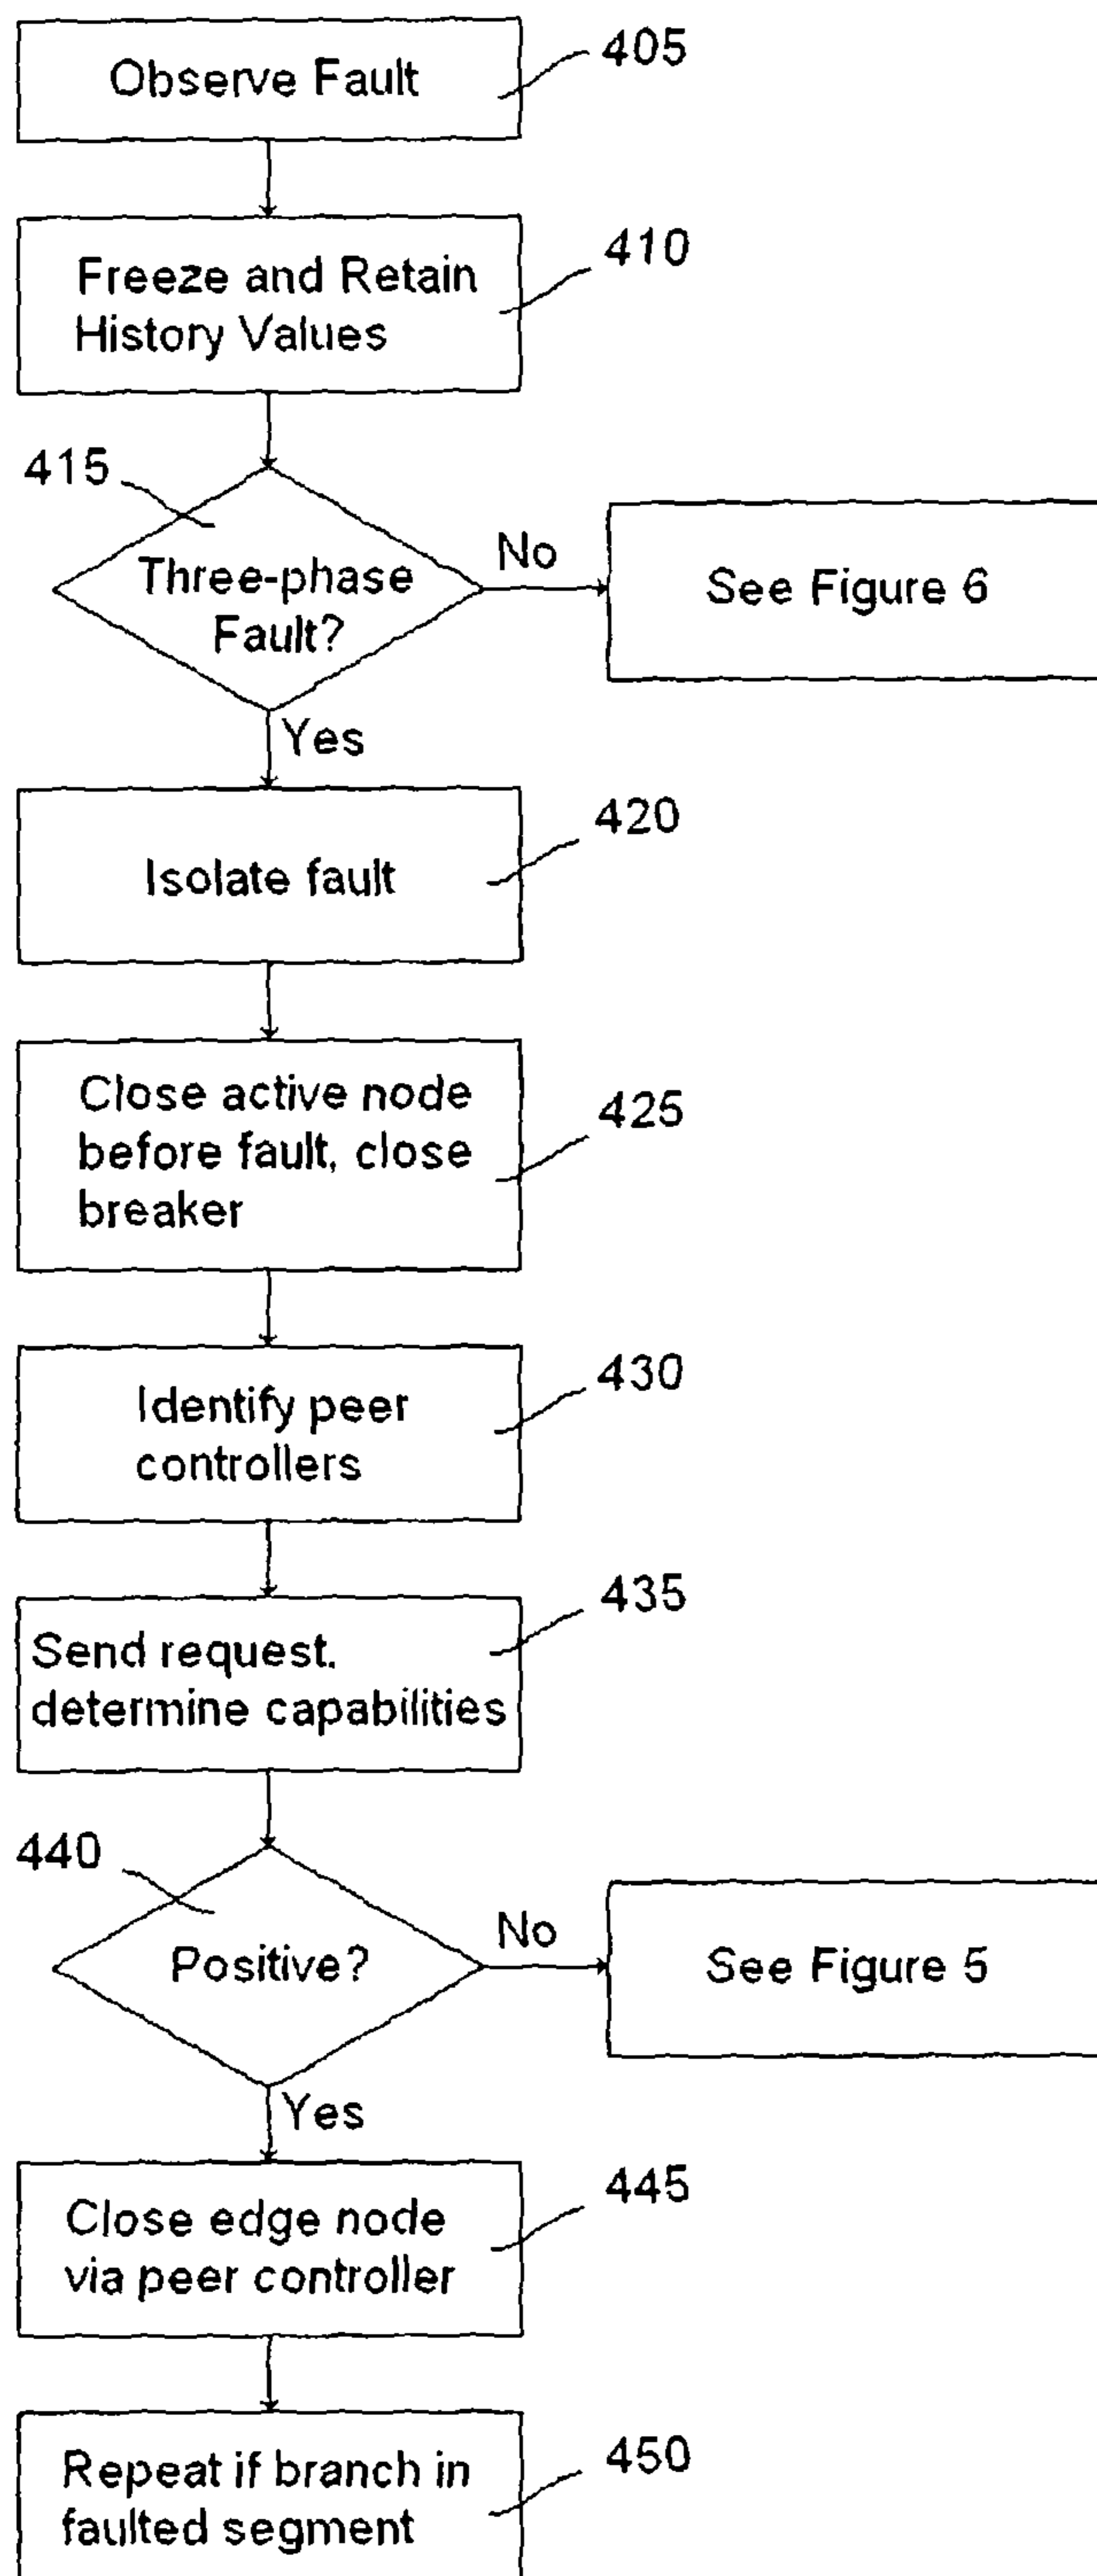 Observe Fault
405
Freeze and Retain
History Values
410
415
Three-phase
Fault?
No
See Figure 6
Yes
Isolate fault
420
Close active node
before fault, close
breaker
425
Identify peer
controllers
430
Send request,
determine capabilities
435
440
Positive?
No
See Figure 5
Yes
Close edge node
via peer controller
445
Repeat if branch in
faulted segment
450